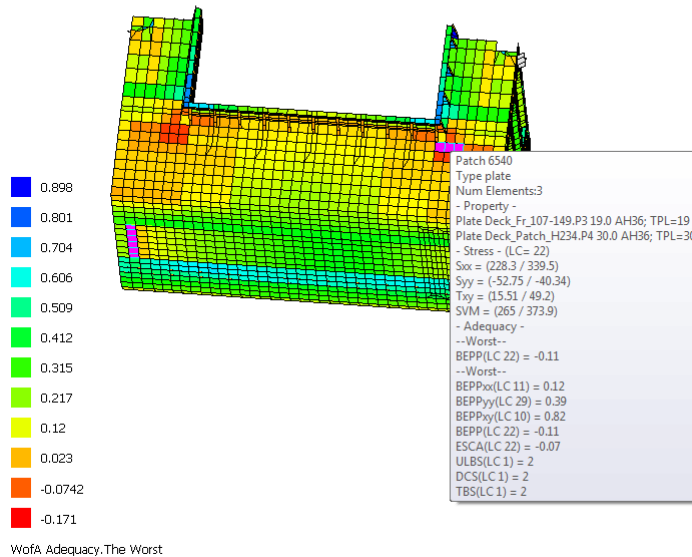 0.898
0.801
0.704
0.606
0.509
0.412
0.315
0.217
0.12
0.023
-0.0742
-0.171
WofA Adequacy.The Worst
Patch 6540
Type plate
Num Elements:3
- Property -
Plate Deck_Fr_107-149.P3 19.0 AH36; TPL=19
Plate Deck_Patch_H234.P4 30.0 AH36; TPL=30
- Stress - (LC= 22)
Sxx = (228.3 / 339.5)
Syy = (-52.75 / -40.34)
Txy = (15.51 / 49.2)
SVM = (265 / 373.9)
- Adequacy -
--Worst--
BEPP(LC 22) = -0.11
--Worst--
BEPPxx(LC 11) = 0.12
BEPPyy(LC 29) = 0.39
BEPPxy(LC 10) = 0.82
BEPP(LC 22) = -0.11
ESCA(LC 22) = -0.07
ULBS(LC 1) = 2
DCS(LC 1) = 2
TBS(LC 1) = 2